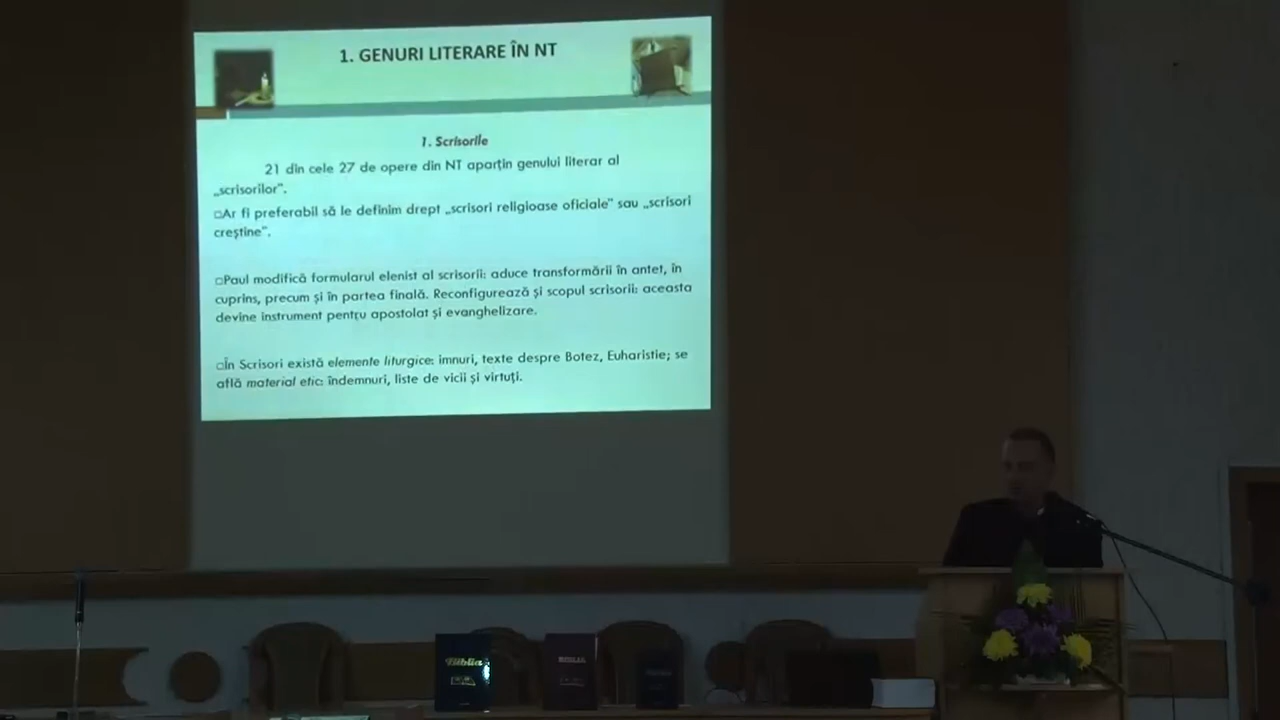 1. GENURI LITERARE ÎN NT
1. Scrisorile
21 din cele 27 de opere din NT aparțin genului literar al
„scrisorilor”.
□Ar fi preferabil să le definim drept „scrisori religioase oficiale” sau „scrisori
creștine”.
□Paul modifică formularul elenist al scrisorii: aduce transformării în antet, în
cuprins, precum și în partea finală. Reconfigurează și scopul scrisorii: aceasta
devine instrument pentru apostolat și evanghelizare.
□În Scrisori există elemente liturgice: imnuri, texte despre Botez, Euharistie; se
află material etic: îndemnuri, liste de vicii și virtuți.
Biblia
BIBLIA